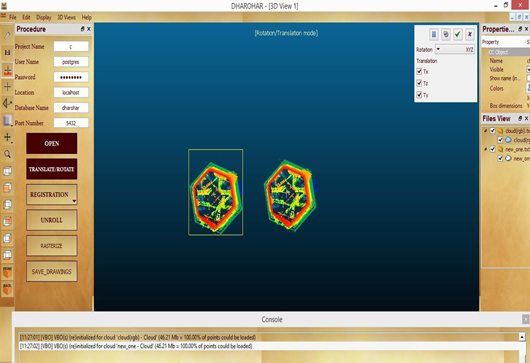 DHAROHAR - [3D View 1]
File Edit Display 3D Views Help
Procedure
Project Name c
User Name postgres
Password ●●●●●●●●
Location localhost
Database Name dharohar
Port Number 5432
OPEN
TRANSLATE/ROTATE
REGISTRATION
UNROLL
RASTERIZE
SAVE_DRAWINGS
1:1
[Rotation/Translation mode]
Rotation XYZ
Translation
Tx
Tz
Ty
Properties...
Property S
CC Object
Name c
Visible
Show name (in...
Colors
Box dimensions
Files View
cloud(rgb).txt
cloud(rgb
new_one.txt
new_one
Console
[11:27:01] [VBO] VBO(s) (re)initialized for cloud 'cloud(rgb) - Cloud' (46.21 Mb = 100.00% of points could be loaded)
[11:27:02] [VBO] VBO(s) (re)initialized for cloud 'new_one - Cloud' (46.21 Mb = 100.00% of points could be loaded)